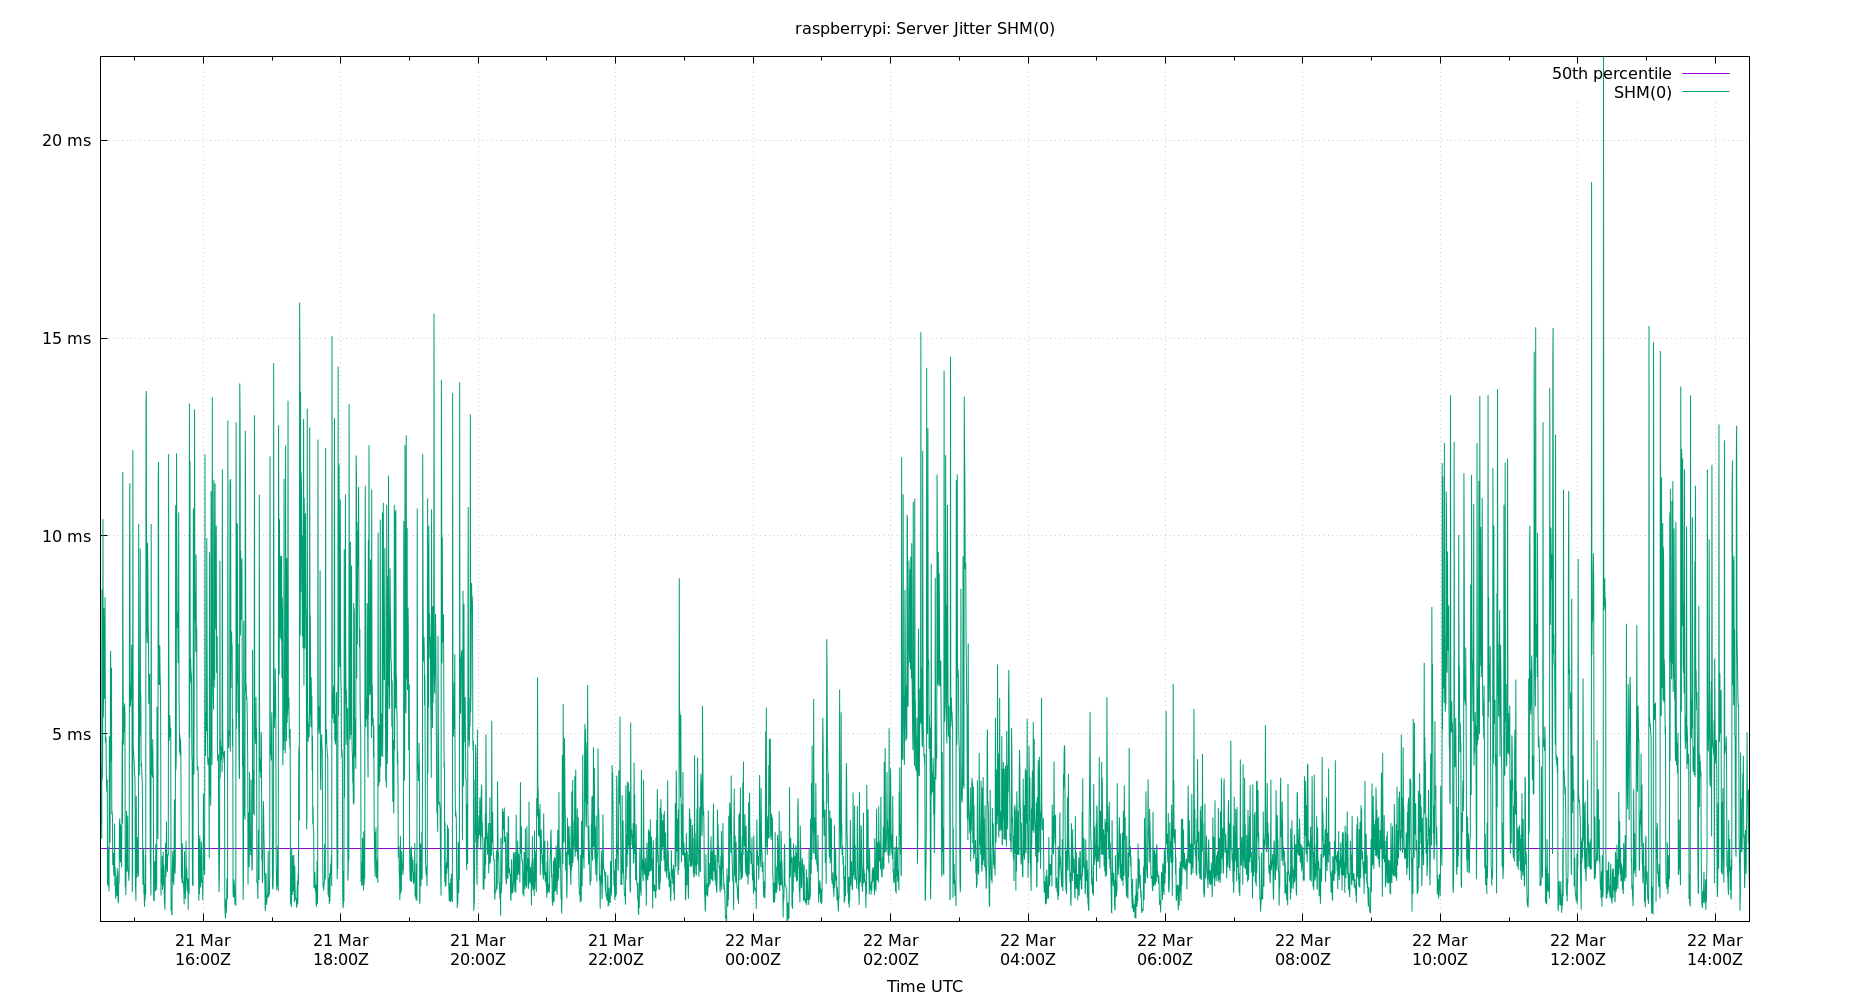 raspberrypi: Server Jitter SHM(0)
50th percentile
SHM(0)
20 ms
15 ms
10 ms
5 ms
21 Mar 21 Mar 21 Mar 21 Mar 22 Mar 22 Mar 22 Mar 22 Mar 22 Mar 22 Mar 22 Mar 22 Mar
16:00Z 18:00Z 20:00Z 22:00Z 00:00Z 02:00Z 04:00Z 06:00Z 08:00Z 10:00Z 12:00Z 14:00Z
Time UTC